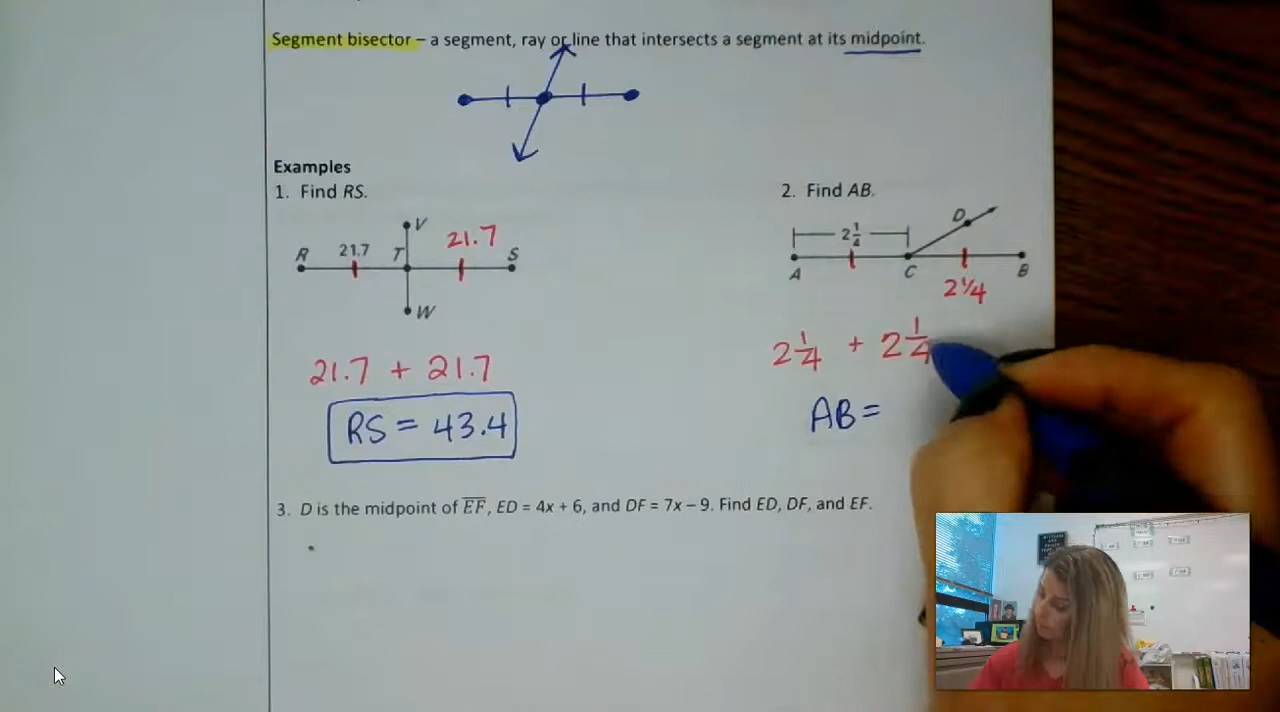 Segment bisector – a segment, ray or line that intersects a segment at its midpoint.
Examples
1. Find RS.
2. Find AB.
V
21.7
R 21.7 T S
W
D
2 1/4
A C B
2 1/4
21.7 + 21.7
2 1/4 + 2 1/4
RS = 43.4
AB =
3. D is the midpoint of EF, ED = 4x + 6, and DF = 7x – 9. Find ED, DF, and EF.